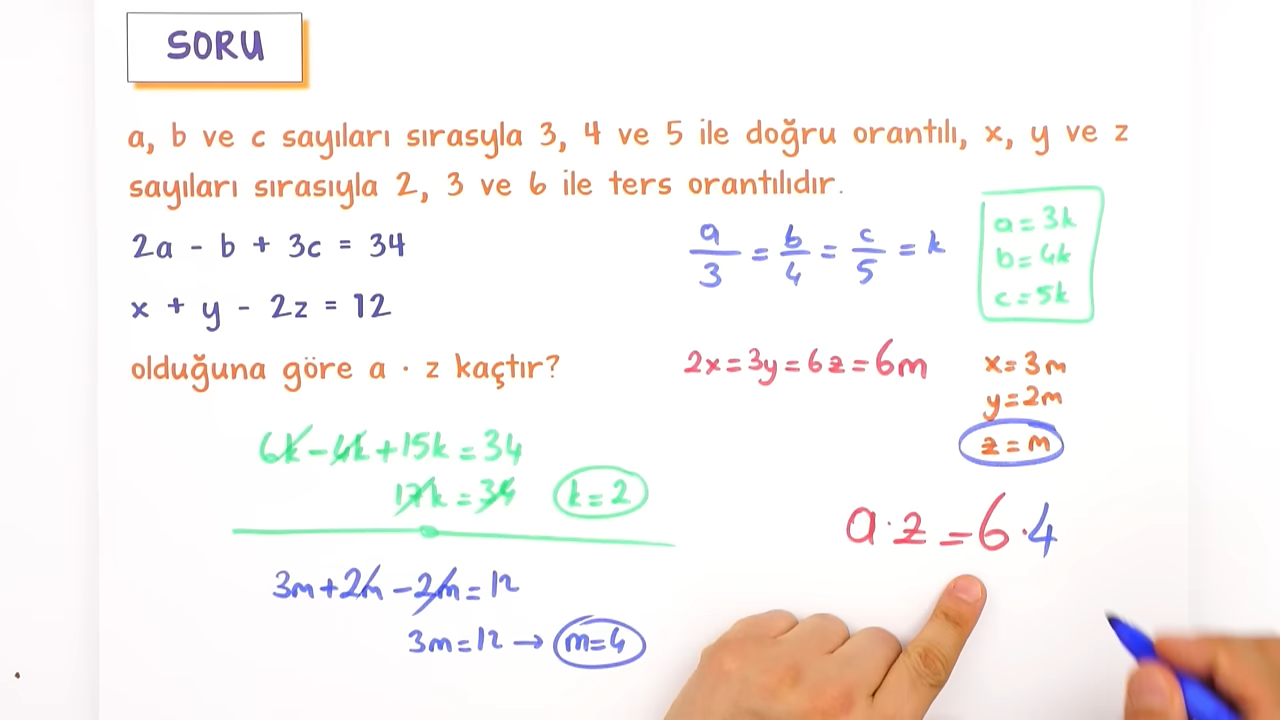 SORU
a, b ve c sayıları sırasyla 3, 4 ve 5 ile doğru orantılı, x, y ve z
sayıları sırasıyla 2, 3 ve 6 ile ters orantılıdır.
2a - b + 3c = 34
x + y - 2z = 12
olduğuna göre a · z kaçtır?
a/3 = b/4 = c/5 = k
a = 3k
b = 4k
c = 5k
2x = 3y = 6z = 6m
x = 3m
y = 2m
z = m
6k - 4k + 15k = 34
17k = 34 k = 2
3m + 2m - 2m = 12
3m = 12 → m = 4
a · z = 6 · 4